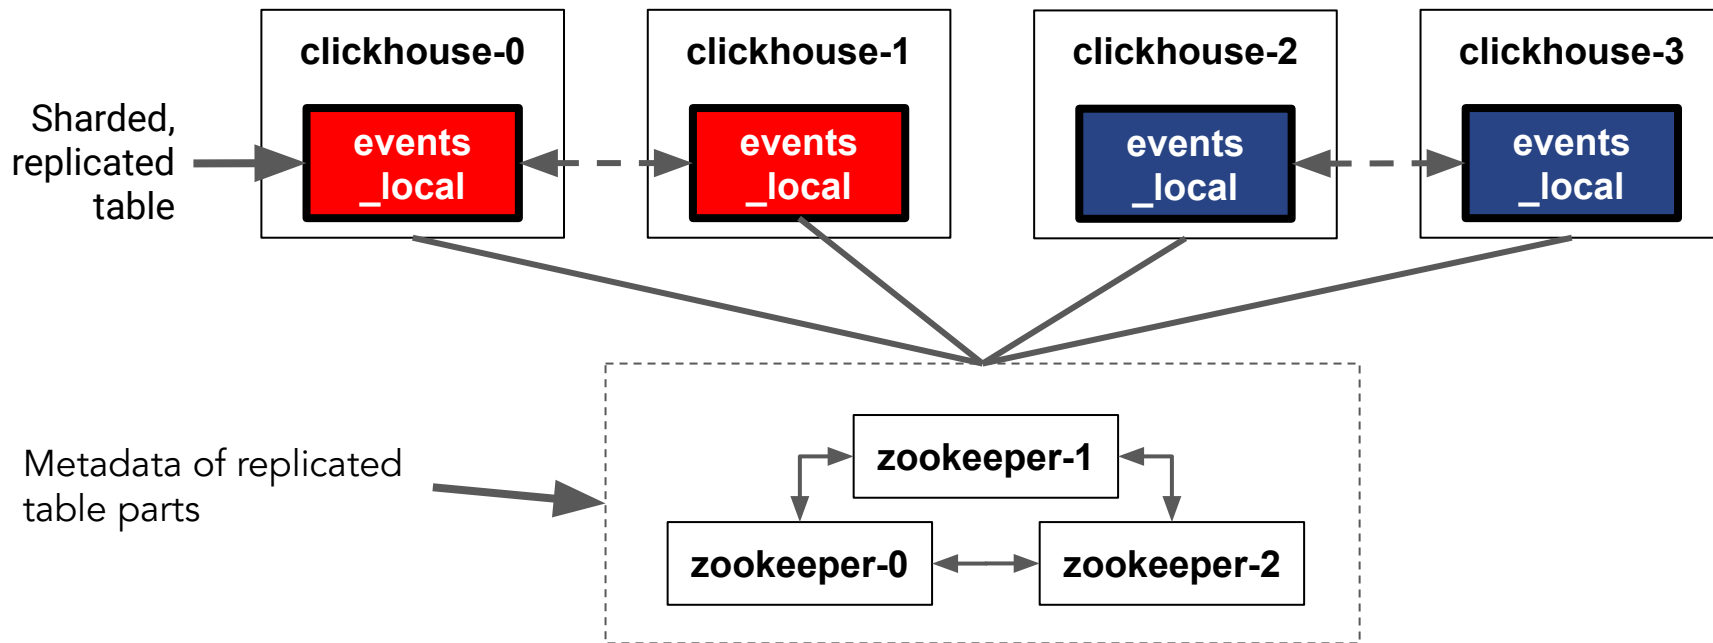 clickhouse-0
clickhouse-1
clickhouse-2
clickhouse-3
Sharded,
replicated
table
events
_local
events
_local
events
_local
events
_local
Metadata of replicated
table parts
zookeeper-1
zookeeper-0
zookeeper-2